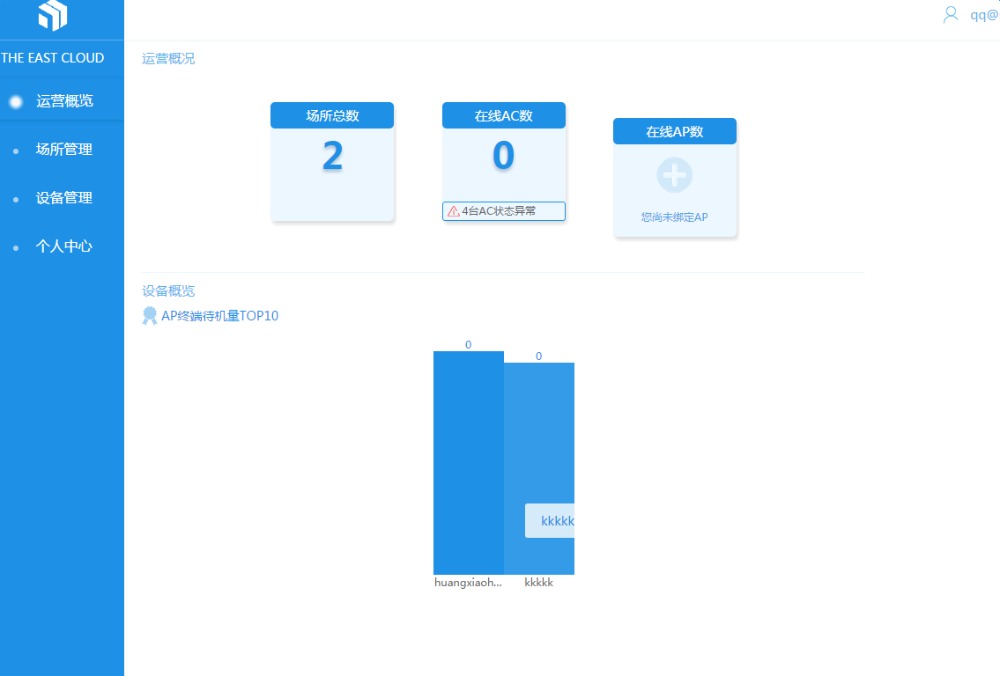 qq@
THE EAST CLOUD
运营概览
场所管理
设备管理
个人中心
运营概况
场所总数
2
在线AC数
0
4台AC状态异常
在线AP数
您尚未绑定AP
设备概览
AP终端待机量TOP10
0
0
kkkkk
huangxiaoh...
kkkkk